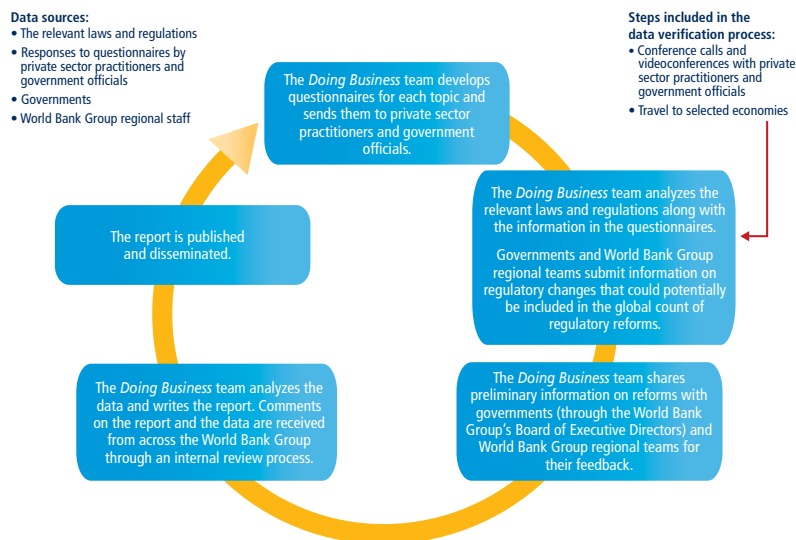 Data sources:
• The relevant laws and regulations
• Responses to questionnaires by
private sector practitioners and
government officials
• Governments
• World Bank Group regional staff
Steps included in the
data verification process:
• Conference calls and
videoconferences with private
sector practitioners and
government officials
• Travel to selected economies
The Doing Business team develops
questionnaires for each topic and
sends them to private sector
practitioners and government
officials.
The Doing Business team analyzes the
relevant laws and regulations along with
the information in the questionnaires.
Governments and World Bank Group
regional teams submit information on
regulatory changes that could potentially
be included in the global count of
regulatory reforms.
The Doing Business team shares
preliminary information on reforms with
governments (through the World Bank
Group's Board of Executive Directors) and
World Bank Group regional teams for
their feedback.
The Doing Business team analyzes the
data and writes the report. Comments
on the report and the data are received
from across the World Bank Group
through an internal review process.
The report is published
and disseminated.